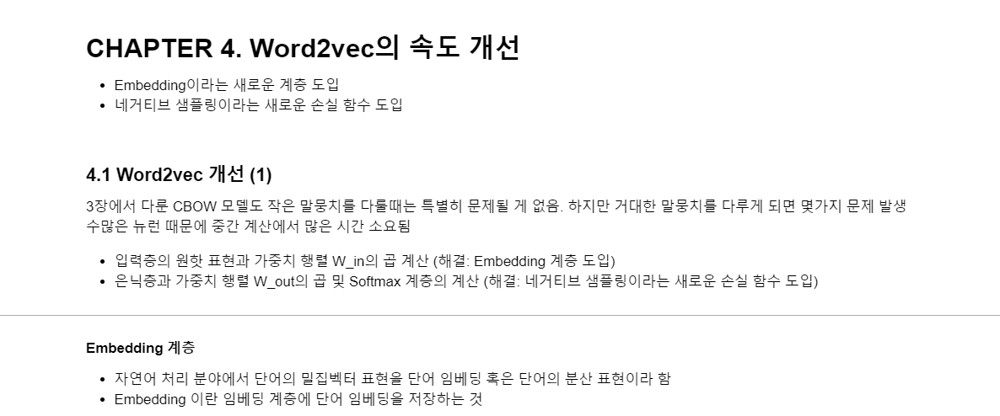 CHAPTER 4. Word2vec의 속도 개선
• Embedding이라는 새로운 계층 도입
• 네거티브 샘플링이라는 새로운 손실 함수 도입
4.1 Word2vec 개선 (1)
3장에서 다룬 CBOW 모델도 작은 말뭉치를 다룰때는 특별히 문제될 게 없음. 하지만 거대한 말뭉치를 다루게 되면 몇가지 문제 발생
수많은 뉴런 때문에 중간 계산에서 많은 시간 소요됨
• 입력층의 원핫 표현과 가중치 행렬 W_in의 곱 계산 (해결: Embedding 계층 도입)
• 은닉층과 가중치 행렬 W_out의 곱 및 Softmax 계층의 계산 (해결: 네거티브 샘플링이라는 새로운 손실 함수 도입)
Embedding 계층
• 자연어 처리 분야에서 단어의 밀집벡터 표현을 단어 임베딩 혹은 단어의 분산 표현이라 함
• Embedding 이란 임베딩 계층에 단어 임베딩을 저장하는 것